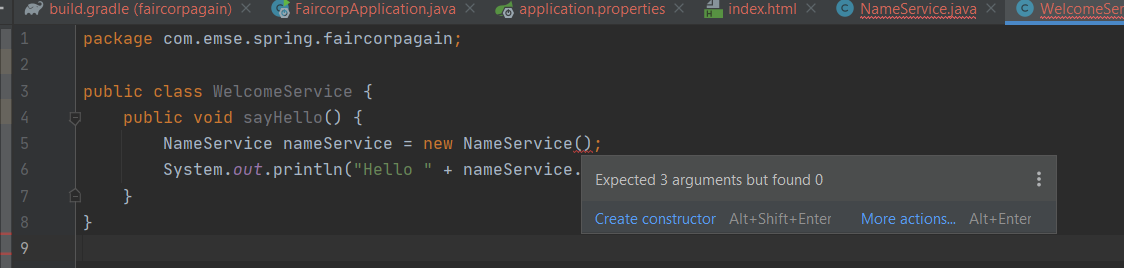 build.gradle (faircorpagain) FaircorpApplication.java application.properties index.html NameService.java WelcomeSer
1 package com.emse.spring.faircorpagain;
2
3 public class WelcomeService {
4 public void sayHello() {
5 NameService nameService = new NameService();
6 System.out.println("Hello " + nameService.
7 }
8 }
9
Expected 3 arguments but found 0
Create constructor Alt+Shift+Enter More actions... Alt+Enter